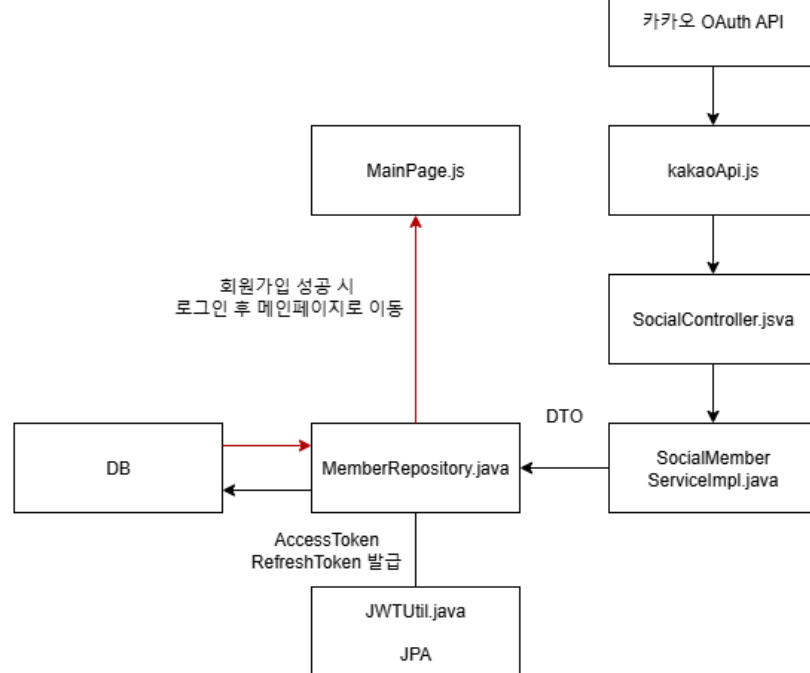 카카오 OAuth API
MainPage.js
kakaoApi.js
회원가입 성공 시
로그인 후 메인페이지로 이동
SocialController.jsva
DTO
DB
MemberRepository.java
SocialMember
ServiceImpl.java
AccessToken
RefreshToken 발급
JWTUtil.java
JPA